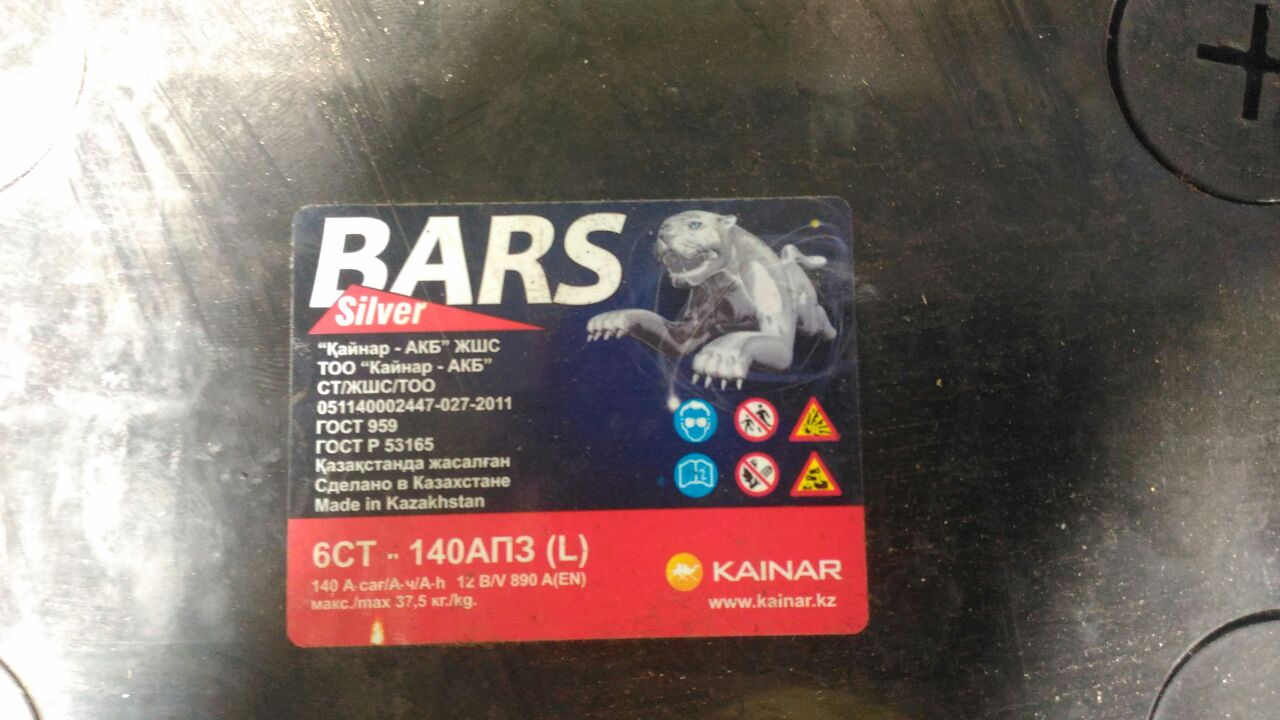 BARS
Silver
"Қайнар - АКБ" ЖШС
ТОО "Кайнар - АКБ"
СТ/ЖШС/ТОО
051140002447-027-2011
ГОСТ 959
ГОСТ Р 53165
Қазақстанда жасалған
Сделано в Казахстане
Made in Kazakhstan
6СТ - 140АПЗ (L)
140 А·сағ/А·ч/A·h 12 В/V 890 А(EN)
макс./max 37,5 кг./kg.
KAINAR
www.kainar.kz